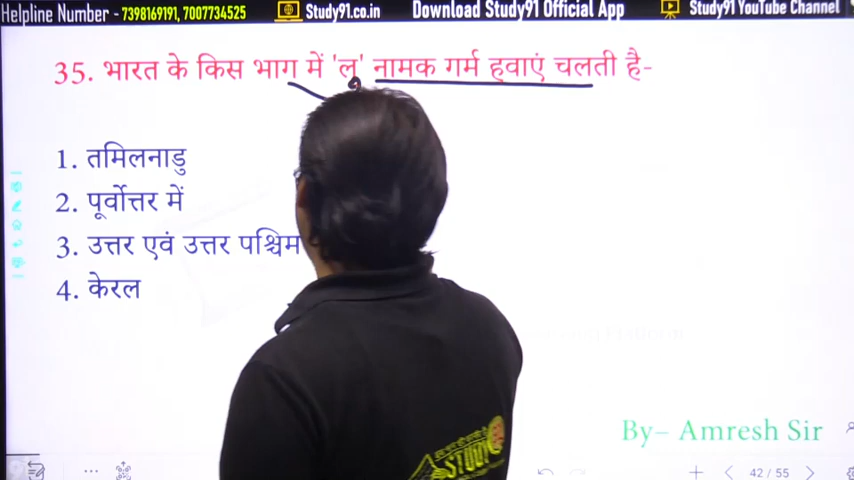 Helpline Number - 7398169191, 7007734525 Study91.co.in Download Study91 Official App Study91 YouTube Channel
35. भारत के किस भाग में 'लू' नामक गर्म हवाएं चलती है-
1. तमिलनाडु
2. पूर्वोत्तर में
3. उत्तर एवं उत्तर पश्चिम
4. केरल
STUDY
By- Amresh Sir
42/55